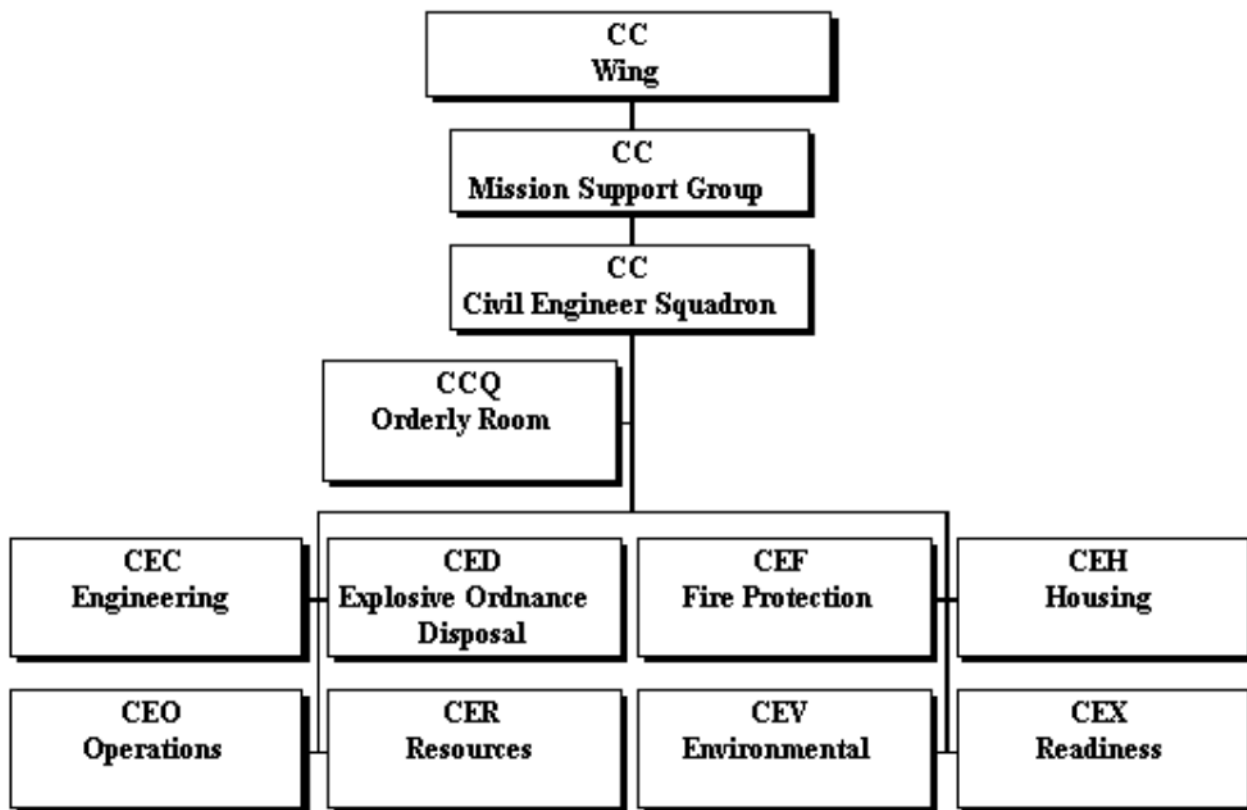 CC
Wing
CC
Mission Support Group
CC
Civil Engineer Squadron
CCQ
Orderly Room
CEC
Engineering
CED
Explosive Ordnance
Disposal
CEF
Fire Protection
CEH
Housing
CEO
Operations
CER
Resources
CEV
Environmental
CEX
Readiness